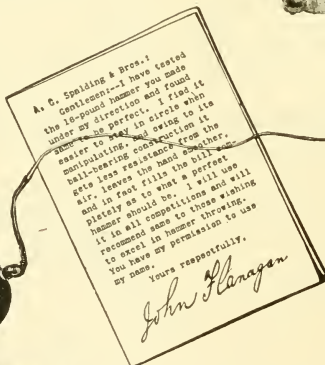 A. G. Spalding & Bros.:
Gentlemen:--I have tested
the 16-pound hammer you made
under my direction and found
same to be perfect. I find it
easier to stay in circle when
manipulating, and owing to its
ball-bearing construction it
gets less resistance from the
air, leaves the hand smoother,
and in fact fills the bill com-
pletely as to what a perfect
hammer should be. I will use
it in all competitions and will
recommend same to those wishing
to excel in hammer throwing.
You have my permission to use
my name.
Yours respectfully,
John Flanagan